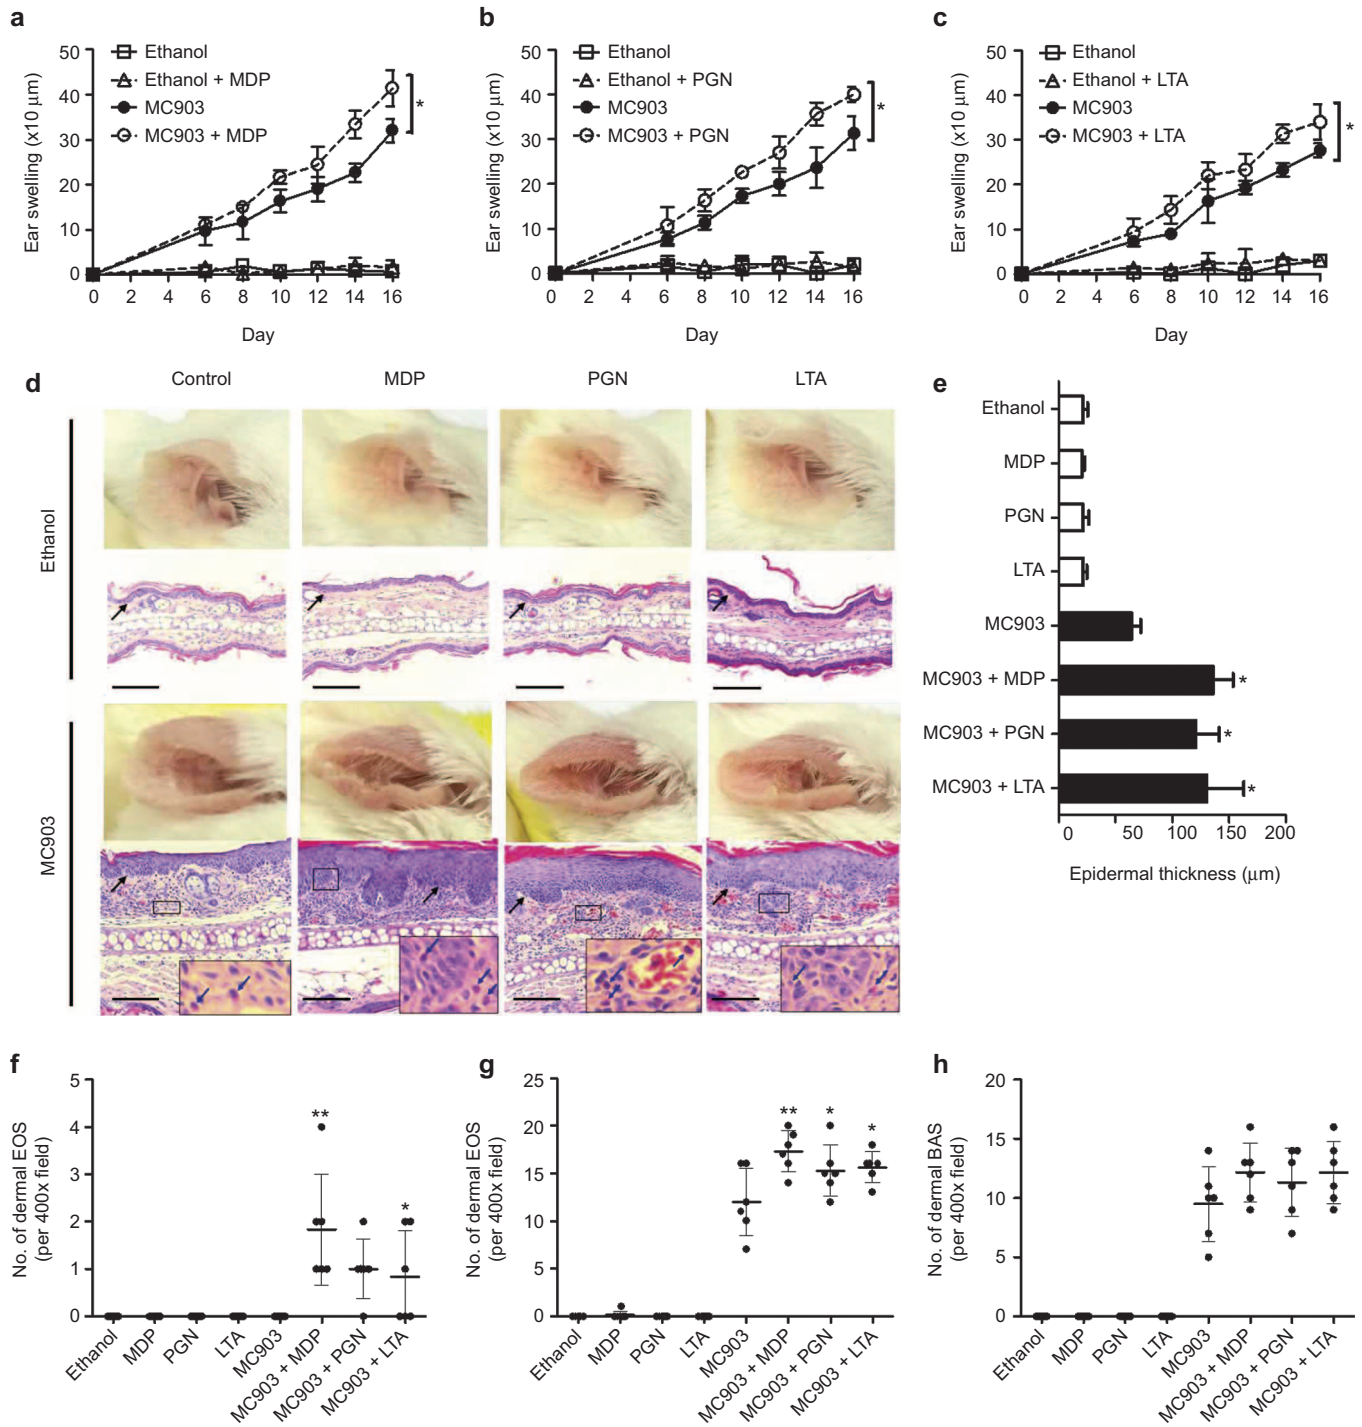 a
Ethanol
Ethanol + MDP
MC903
MC903 + MDP
*
Ear swelling (x10 μm)
50
40
30
20
10
0
0 2 4 6 8 10 12 14 16
Day
b
Ethanol
Ethanol + PGN
MC903
MC903 + PGN
*
Ear swelling (x10 μm)
50
40
30
20
10
0
0 2 4 6 8 10 12 14 16
Day
c
Ethanol
Ethanol + LTA
MC903
MC903 + LTA
*
Ear swelling (x10 μm)
50
40
30
20
10
0
0 2 4 6 8 10 12 14 16
Day
d
Control MDP PGN LTA
Ethanol
MC903
e
Ethanol
MDP
PGN
LTA
MC903
MC903 + MDP *
MC903 + PGN *
MC903 + LTA *
0 50 100 150 200
Epidermal thickness (μm)
f
No. of dermal EOS
(per 400x field)
5
4
3
2
1
0
** *
Ethanol MDP PGN LTA MC903 MC903 + MDP MC903 + PGN MC903 + LTA
g
No. of dermal EOS
(per 400x field)
25
20
15
10
5
0
** * *
Ethanol MDP PGN LTA MC903 MC903 + MDP MC903 + PGN MC903 + LTA
h
No. of dermal BAS
(per 400x field)
20
15
10
5
0
Ethanol MDP PGN LTA MC903 MC903 + MDP MC903 + PGN MC903 + LTA